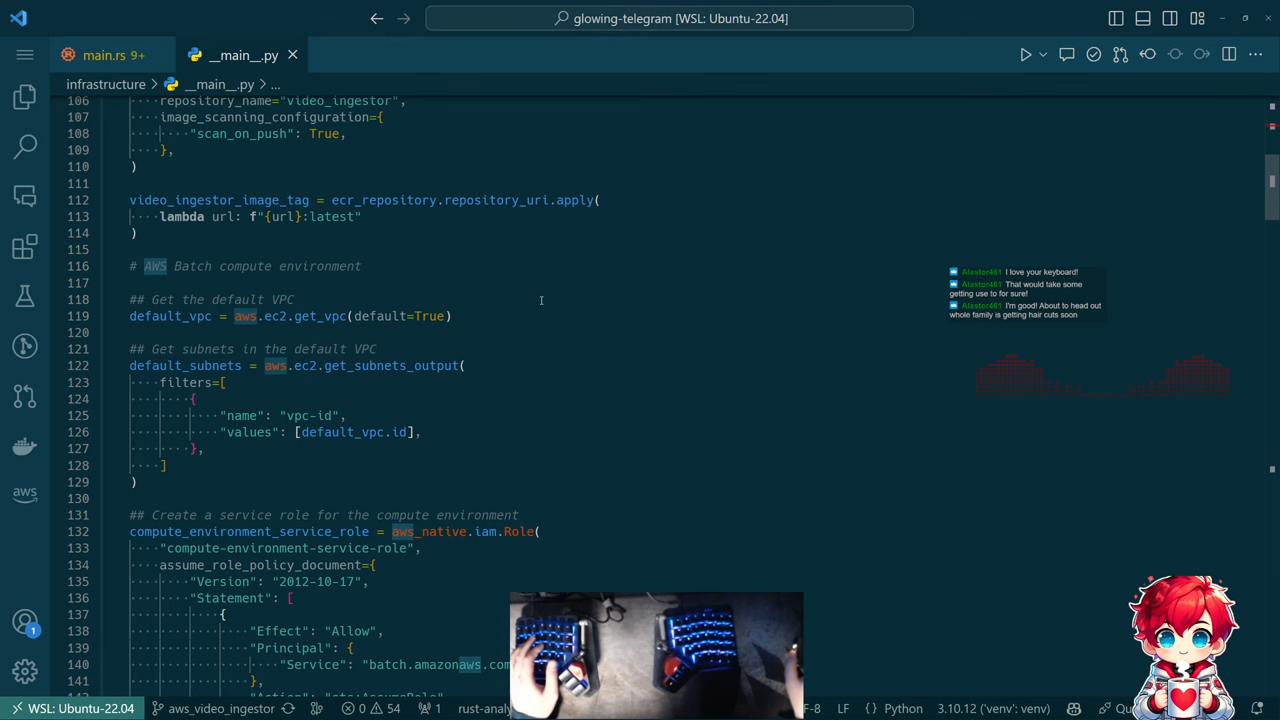 glowing-telegram [WSL: Ubuntu-22.04]
main.rs 9+
__main__.py
infrastructure > __main__.py > ...
106 ····repository_name="video_ingestor",
107 ····image_scanning_configuration={
108 ········"scan_on_push": True,
109 ····},
110 )
111
112 video_ingestor_image_tag = ecr_repository.repository_uri.apply(
113 ····lambda url: f"{url}:latest"
114 )
115
116 # AWS Batch compute environment
117
118 ## Get the default VPC
119 default_vpc = aws.ec2.get_vpc(default=True)
120
121 ## Get subnets in the default VPC
122 default_subnets = aws.ec2.get_subnets_output(
123 ····filters=[
124 ········{
125 ············"name": "vpc-id",
126 ············"values": [default_vpc.id],
127 ········},
128 ····]
129 )
130
131 ## Create a service role for the compute environment
132 compute_environment_service_role = aws_native.iam.Role(
133 ····"compute-environment-service-role",
134 ····assume_role_policy_document={
135 ········"Version": "2012-10-17",
136 ········"Statement": [
137 ············{
138 ················"Effect": "Allow",
139 ················"Principal": {
140 ····················"Service": "batch.amazonaws.com
141 ················},
Alastor461 I love your keyboard!
Alastor461 That would take some
getting use to for sure!
Alastor461 I'm good! About to head out
whole family is getting hair cuts soon
aws
1
WSL: Ubuntu-22.04
aws_video_ingestor
0
54
1
rust-analy
F-8
LF
Python
3.10.12 ('venv': venv)